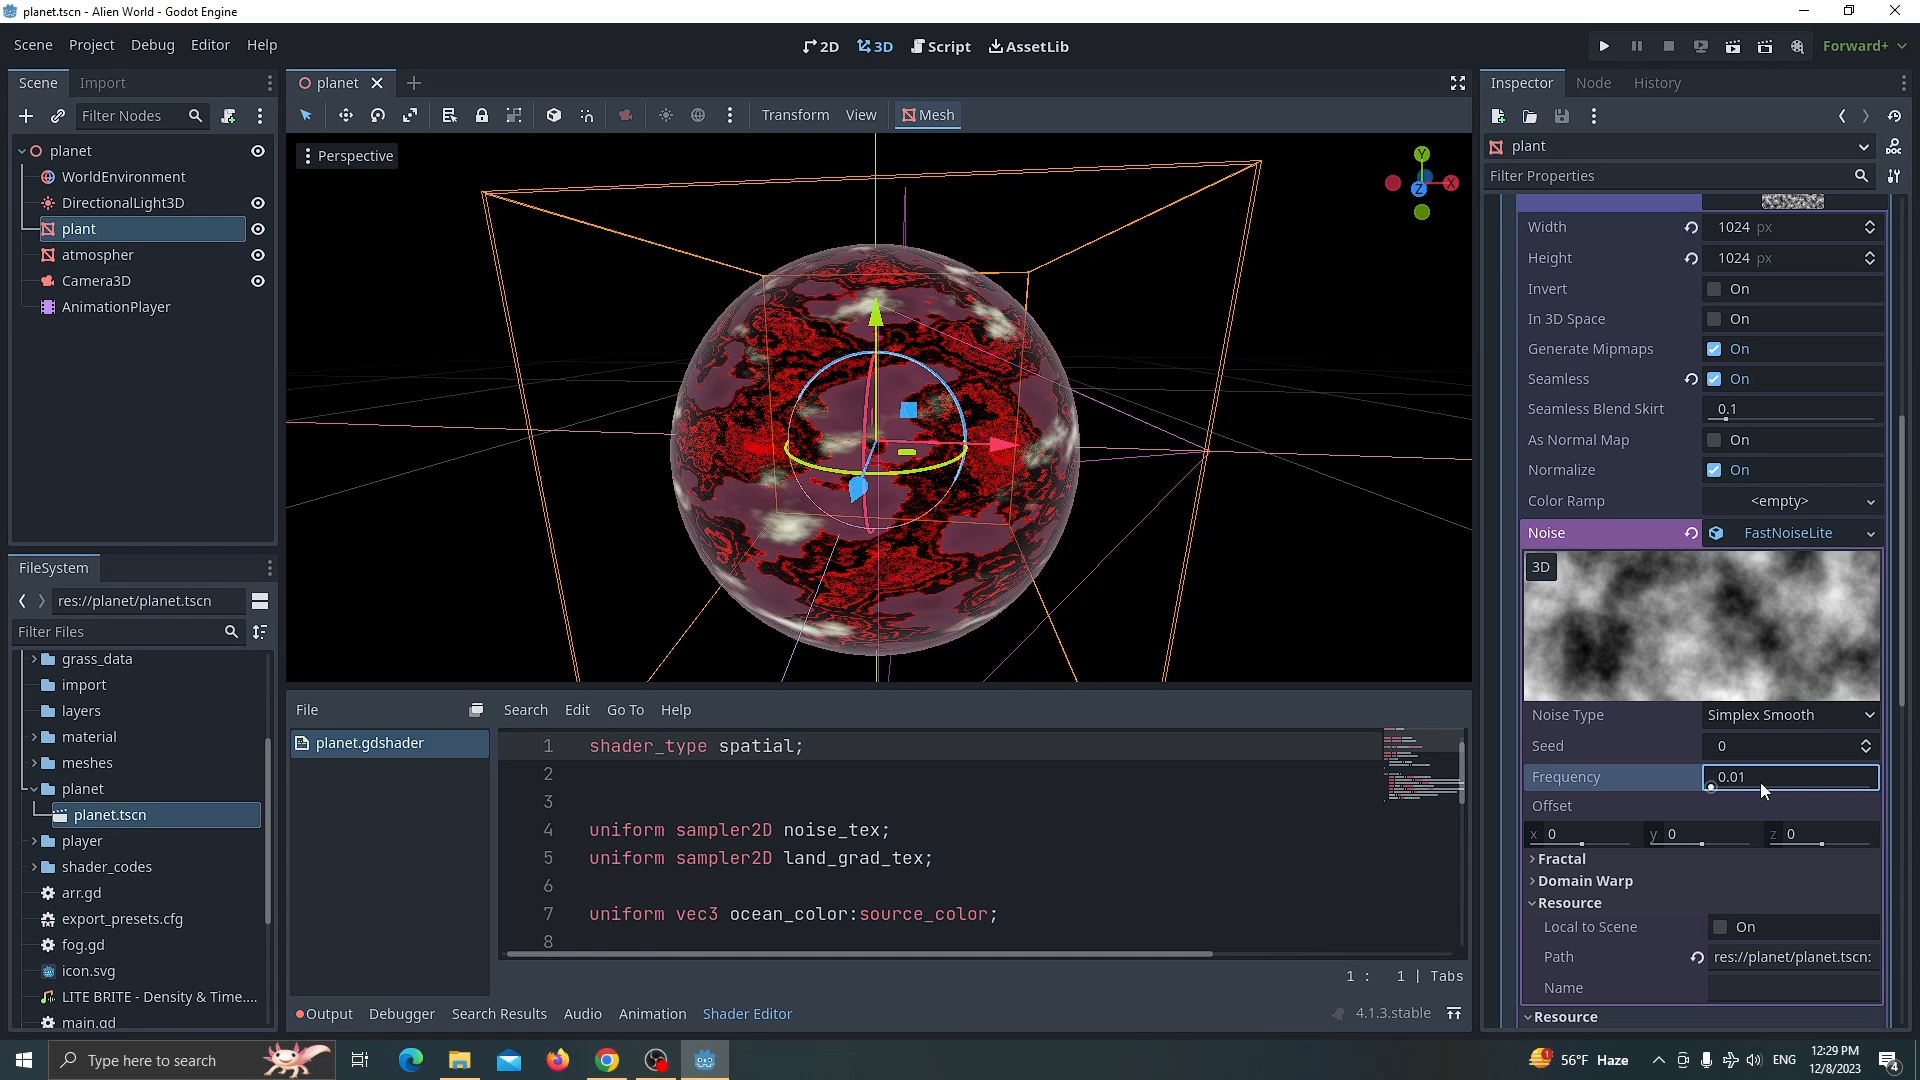 planet.tscn - Alien World - Godot Engine
Scene Project Debug Editor Help
2D 3D Script AssetLib
Forward+
Scene Import
Filter Nodes
planet
WorldEnvironment
DirectionalLight3D
plant
atmospher
Camera3D
AnimationPlayer
FileSystem
res://planet/planet.tscn
Filter Files
grass_data
import
layers
material
meshes
planet
planet.tscn
player
shader_codes
arr.gd
export_presets.cfg
fog.gd
icon.svg
LITE BRITE - Density & Time....
main.gd
planet
Transform View Mesh
Perspective
Y
X
Z
File
planet.gdshader
Search Edit Go To Help
1 shader_type spatial;
2
3
4 uniform sampler2D noise_tex;
5 uniform sampler2D land_grad_tex;
6
7 uniform vec3 ocean_color:source_color;
8
1 : 1 | Tabs
Output Debugger Search Results Audio Animation Shader Editor
4.1.3.stable
Inspector Node History
plant
DOC
Filter Properties
Width 1024 px
Height 1024 px
Invert On
In 3D Space On
Generate Mipmaps On
Seamless On
Seamless Blend Skirt 0.1
As Normal Map On
Normalize On
Color Ramp <empty>
Noise FastNoiseLite
3D
Noise Type Simplex Smooth
Seed 0
Frequency 0.01
Offset
x 0 y 0 z 0
Fractal
Domain Warp
Resource
Local to Scene On
Path res://planet/planet.tscn:
Name
Resource
Type here to search
56°F Haze
ENG
12:29 PM
12/8/2023
4